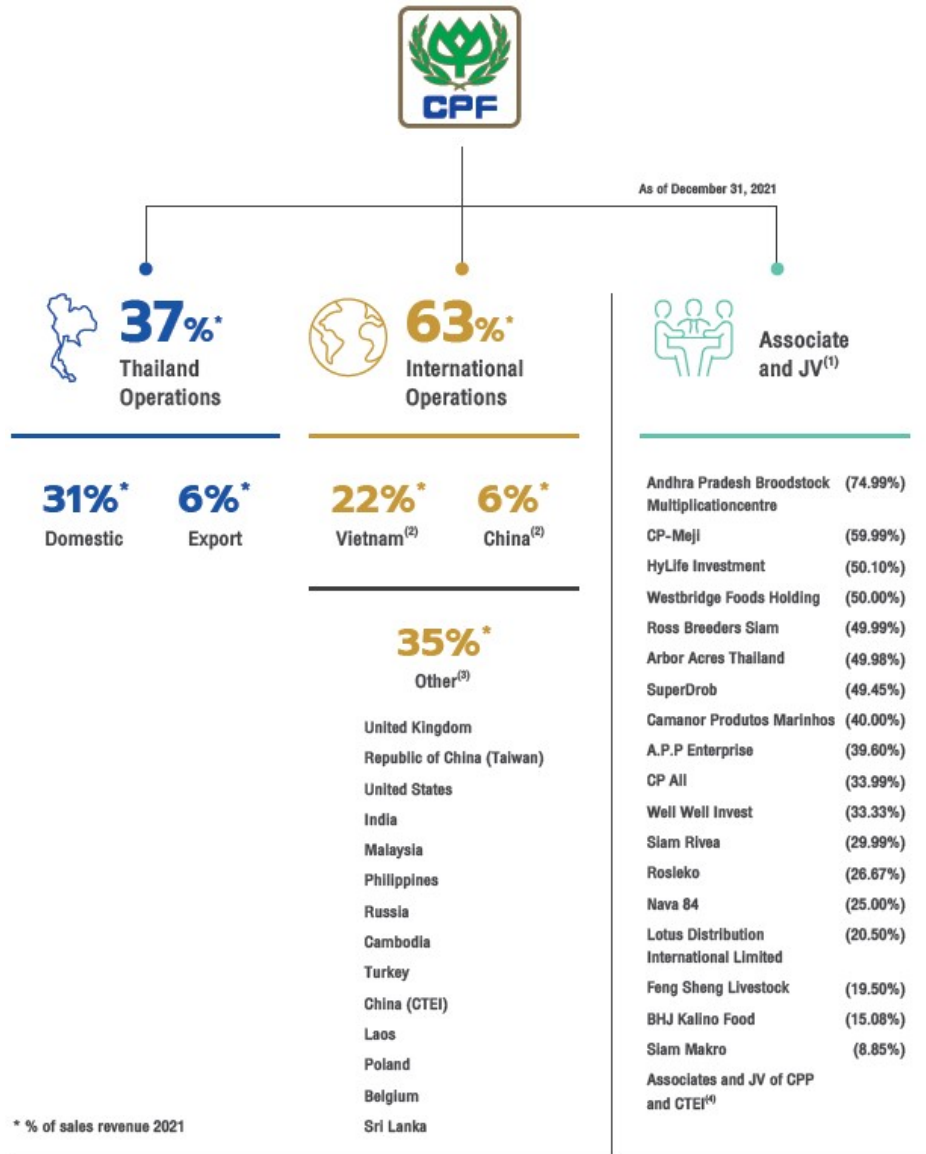 CPF
As of December 31, 2021
37%*
Thailand
Operations
31%*
Domestic
6%*
Export
63%*
International
Operations
22%*
Vietnam(2)
6%*
China(2)
35%*
Other(3)
United Kingdom
Republic of China (Taiwan)
United States
India
Malaysia
Philippines
Russia
Cambodia
Turkey
China (CTEI)
Laos
Poland
Belgium
Sri Lanka
Associate
and JV(1)
Andhra Pradesh Broodstock (74.99%)
Multiplicationcentre
CP-Meji (59.99%)
HyLife Investment (50.10%)
Westbridge Foods Holding (50.00%)
Ross Breeders Siam (49.99%)
Arbor Acres Thailand (49.98%)
SuperDrob (49.45%)
Camanor Produtos Marinhos (40.00%)
A.P.P Enterprise (39.60%)
CP All (33.99%)
Well Well Invest (33.33%)
Siam Rivea (29.99%)
Rosleko (26.67%)
Nava 84 (25.00%)
Lotus Distribution (20.50%)
International Limited
Feng Sheng Livestock (19.50%)
BHJ Kalino Food (15.08%)
Siam Makro (8.85%)
Associates and JV of CPP
and CTEI(4)
* % of sales revenue 2021